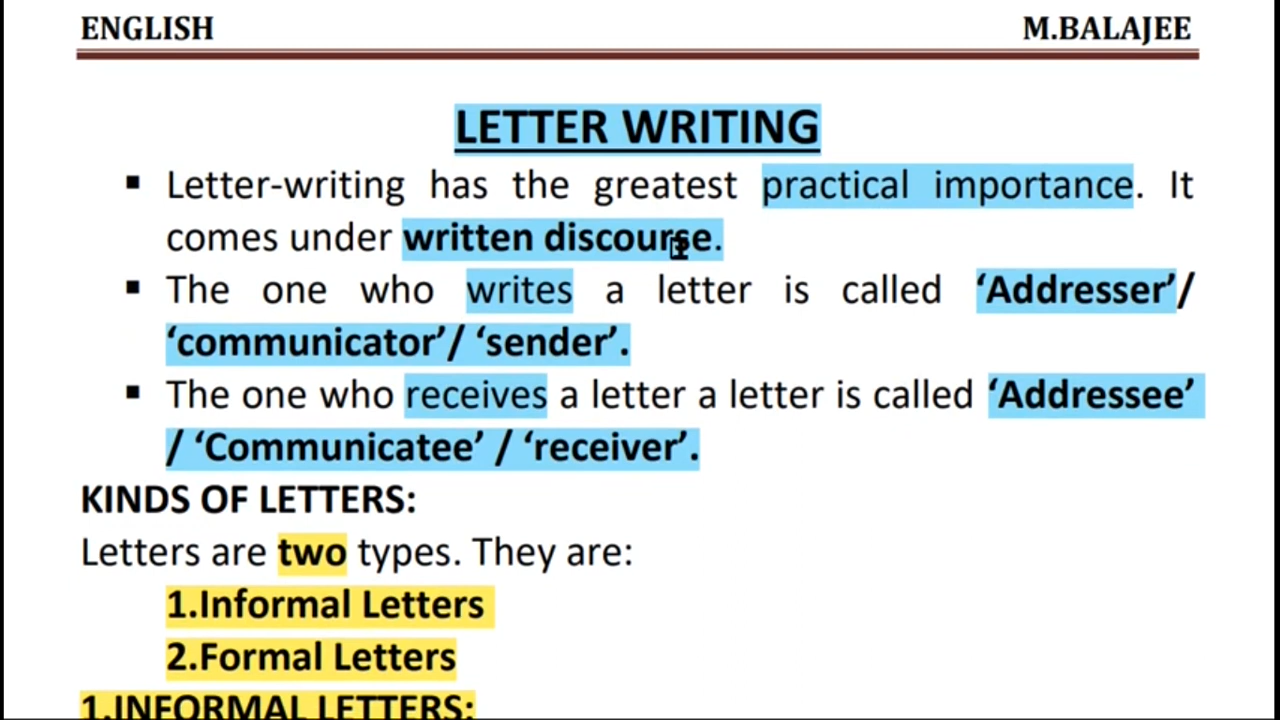 ENGLISH M.BALAJEE
LETTER WRITING
▪ Letter-writing has the greatest practical importance. It
comes under written discourse.
▪ The one who writes a letter is called ‘Addresser’/
‘communicator’/ ‘sender’.
▪ The one who receives a letter a letter is called ‘Addressee’
/ ‘Communicatee’ / ‘receiver’.
KINDS OF LETTERS:
Letters are two types. They are:
1.Informal Letters
2.Formal Letters
1.INFORMAL LETTERS: